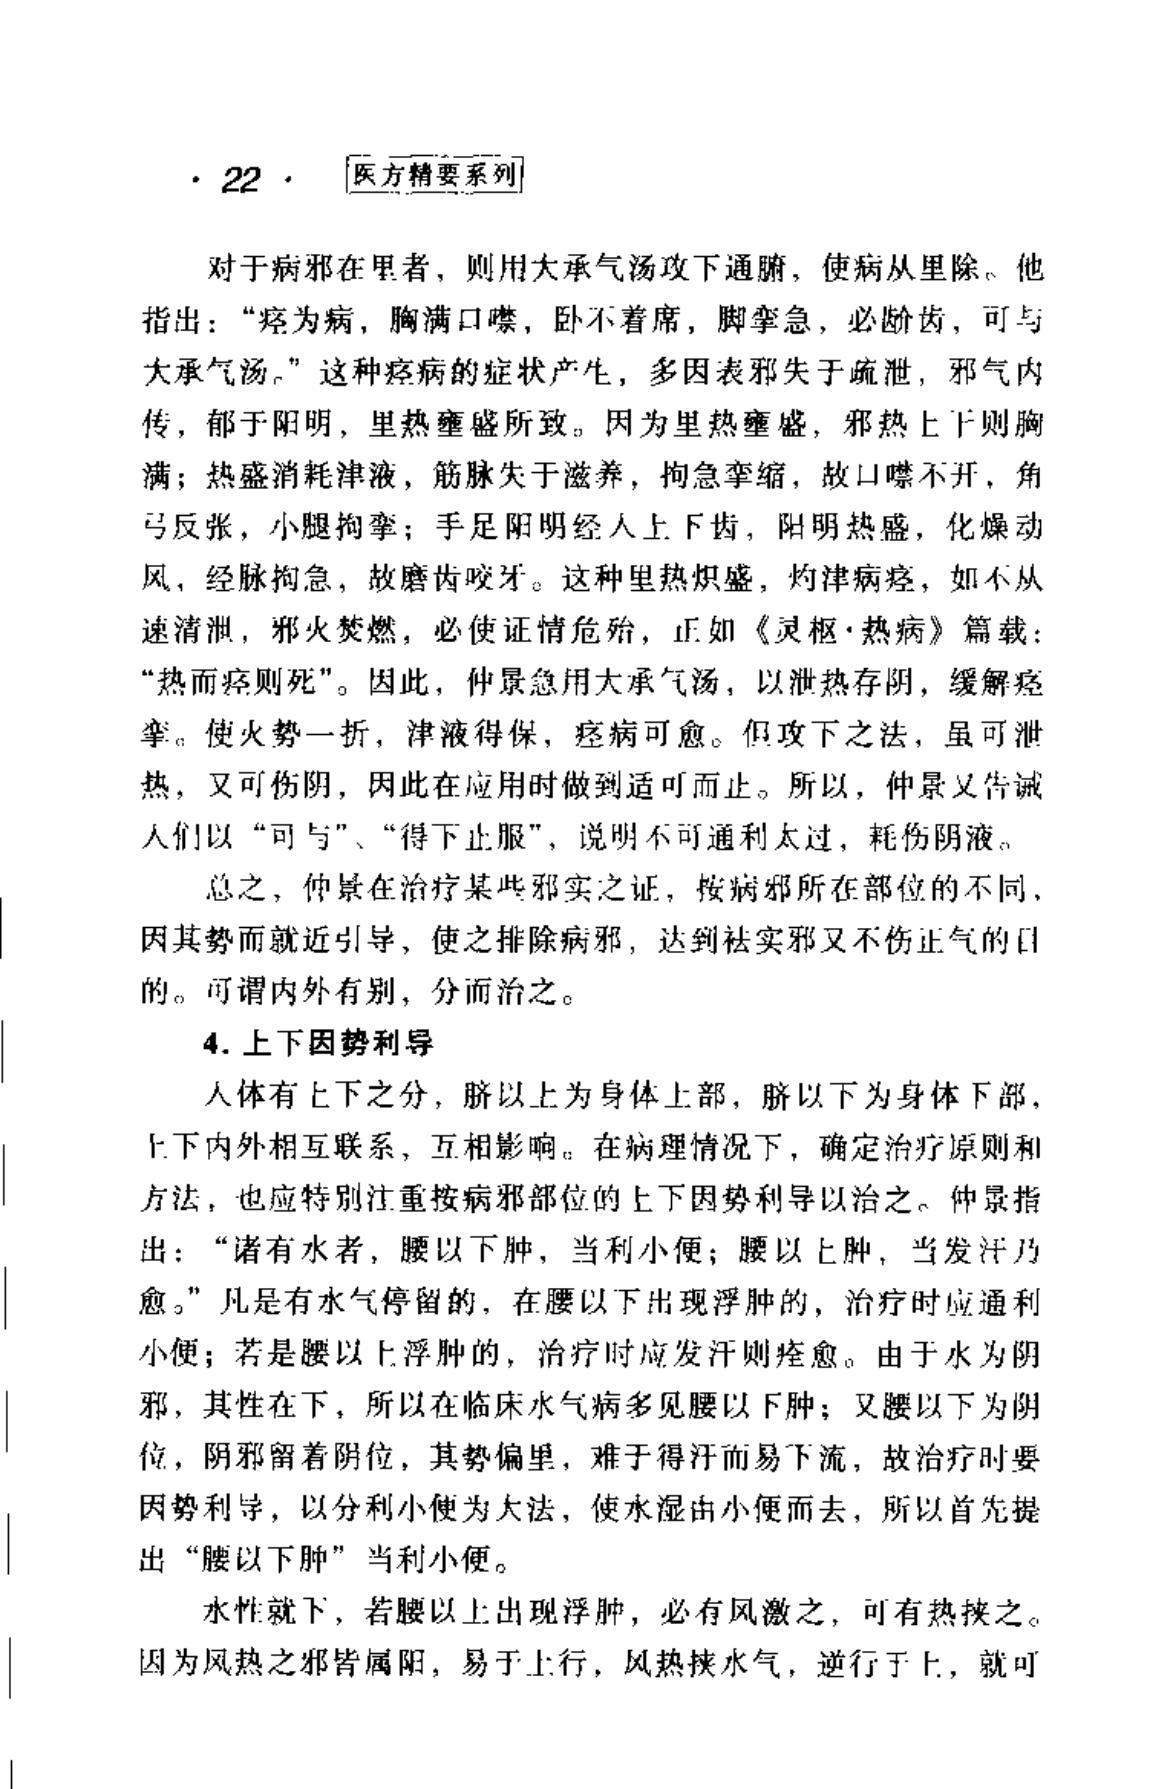 · 22 · 医方精要系列
对于病邪在里者，则用大承气汤攻下通腑，使病从里除。他
指出：“痉为病，胸满口噤，卧不着席，脚挛急，必龂齿，可与
大承气汤。”这种痉病的症状产生，多因表邪失于疏泄，邪气内
传，郁于阳明，里热壅盛所致。因为里热壅盛，邪热上干则胸
满；热盛消耗津液，筋脉失于滋养，拘急挛缩，故口噤不开，角
弓反张，小腿拘挛；手足阳明经入上下齿，阳明热盛，化燥动
风，经脉拘急，故磨齿咬牙。这种里热炽盛，灼津病痉，如不从
速清泄，邪火焚燃，必使证情危殆，正如《灵枢·热病》篇载：
“热而痉则死”。因此，仲景急用大承气汤，以泄热存阴，缓解痉
挛。使火势一折，津液得保，痉病可愈。但攻下之法，虽可泄
热，又可伤阴，因此在应用时做到适可而止。所以，仲景又告诫
人们以“可与”、“得下止服”，说明不可通利太过，耗伤阴液。
总之，仲景在治疗某些邪实之证，按病邪所在部位的不同，
因其势而就近引导，使之排除病邪，达到祛实邪又不伤正气的目
的。可谓内外有别，分而治之。
4. 上下因势利导
人体有上下之分，脐以上为身体上部，脐以下为身体下部，
上下内外相互联系，互相影响。在病理情况下，确定治疗原则和
方法，也应特别注重按病邪部位的上下因势利导以治之。仲景指
出：“诸有水者，腰以下肿，当利小便；腰以上肿，当发汗乃
愈。”凡是有水气停留的，在腰以下出现浮肿的，治疗时应通利
小便；若是腰以上浮肿的，治疗时应发汗则痊愈。由于水为阴
邪，其性在下，所以在临床水气病多见腰以下肿；又腰以下为阴
位，阴邪留着阴位，其势偏里，难于得汗而易下流，故治疗时要
因势利导，以分利小便为大法，使水湿由小便而去，所以首先提
出“腰以下肿”当利小便。
水性就下，若腰以上出现浮肿，必有风激之，可有热挟之。
因为风热之邪皆属阳，易于上行，风热挟水气，逆行于上，就可